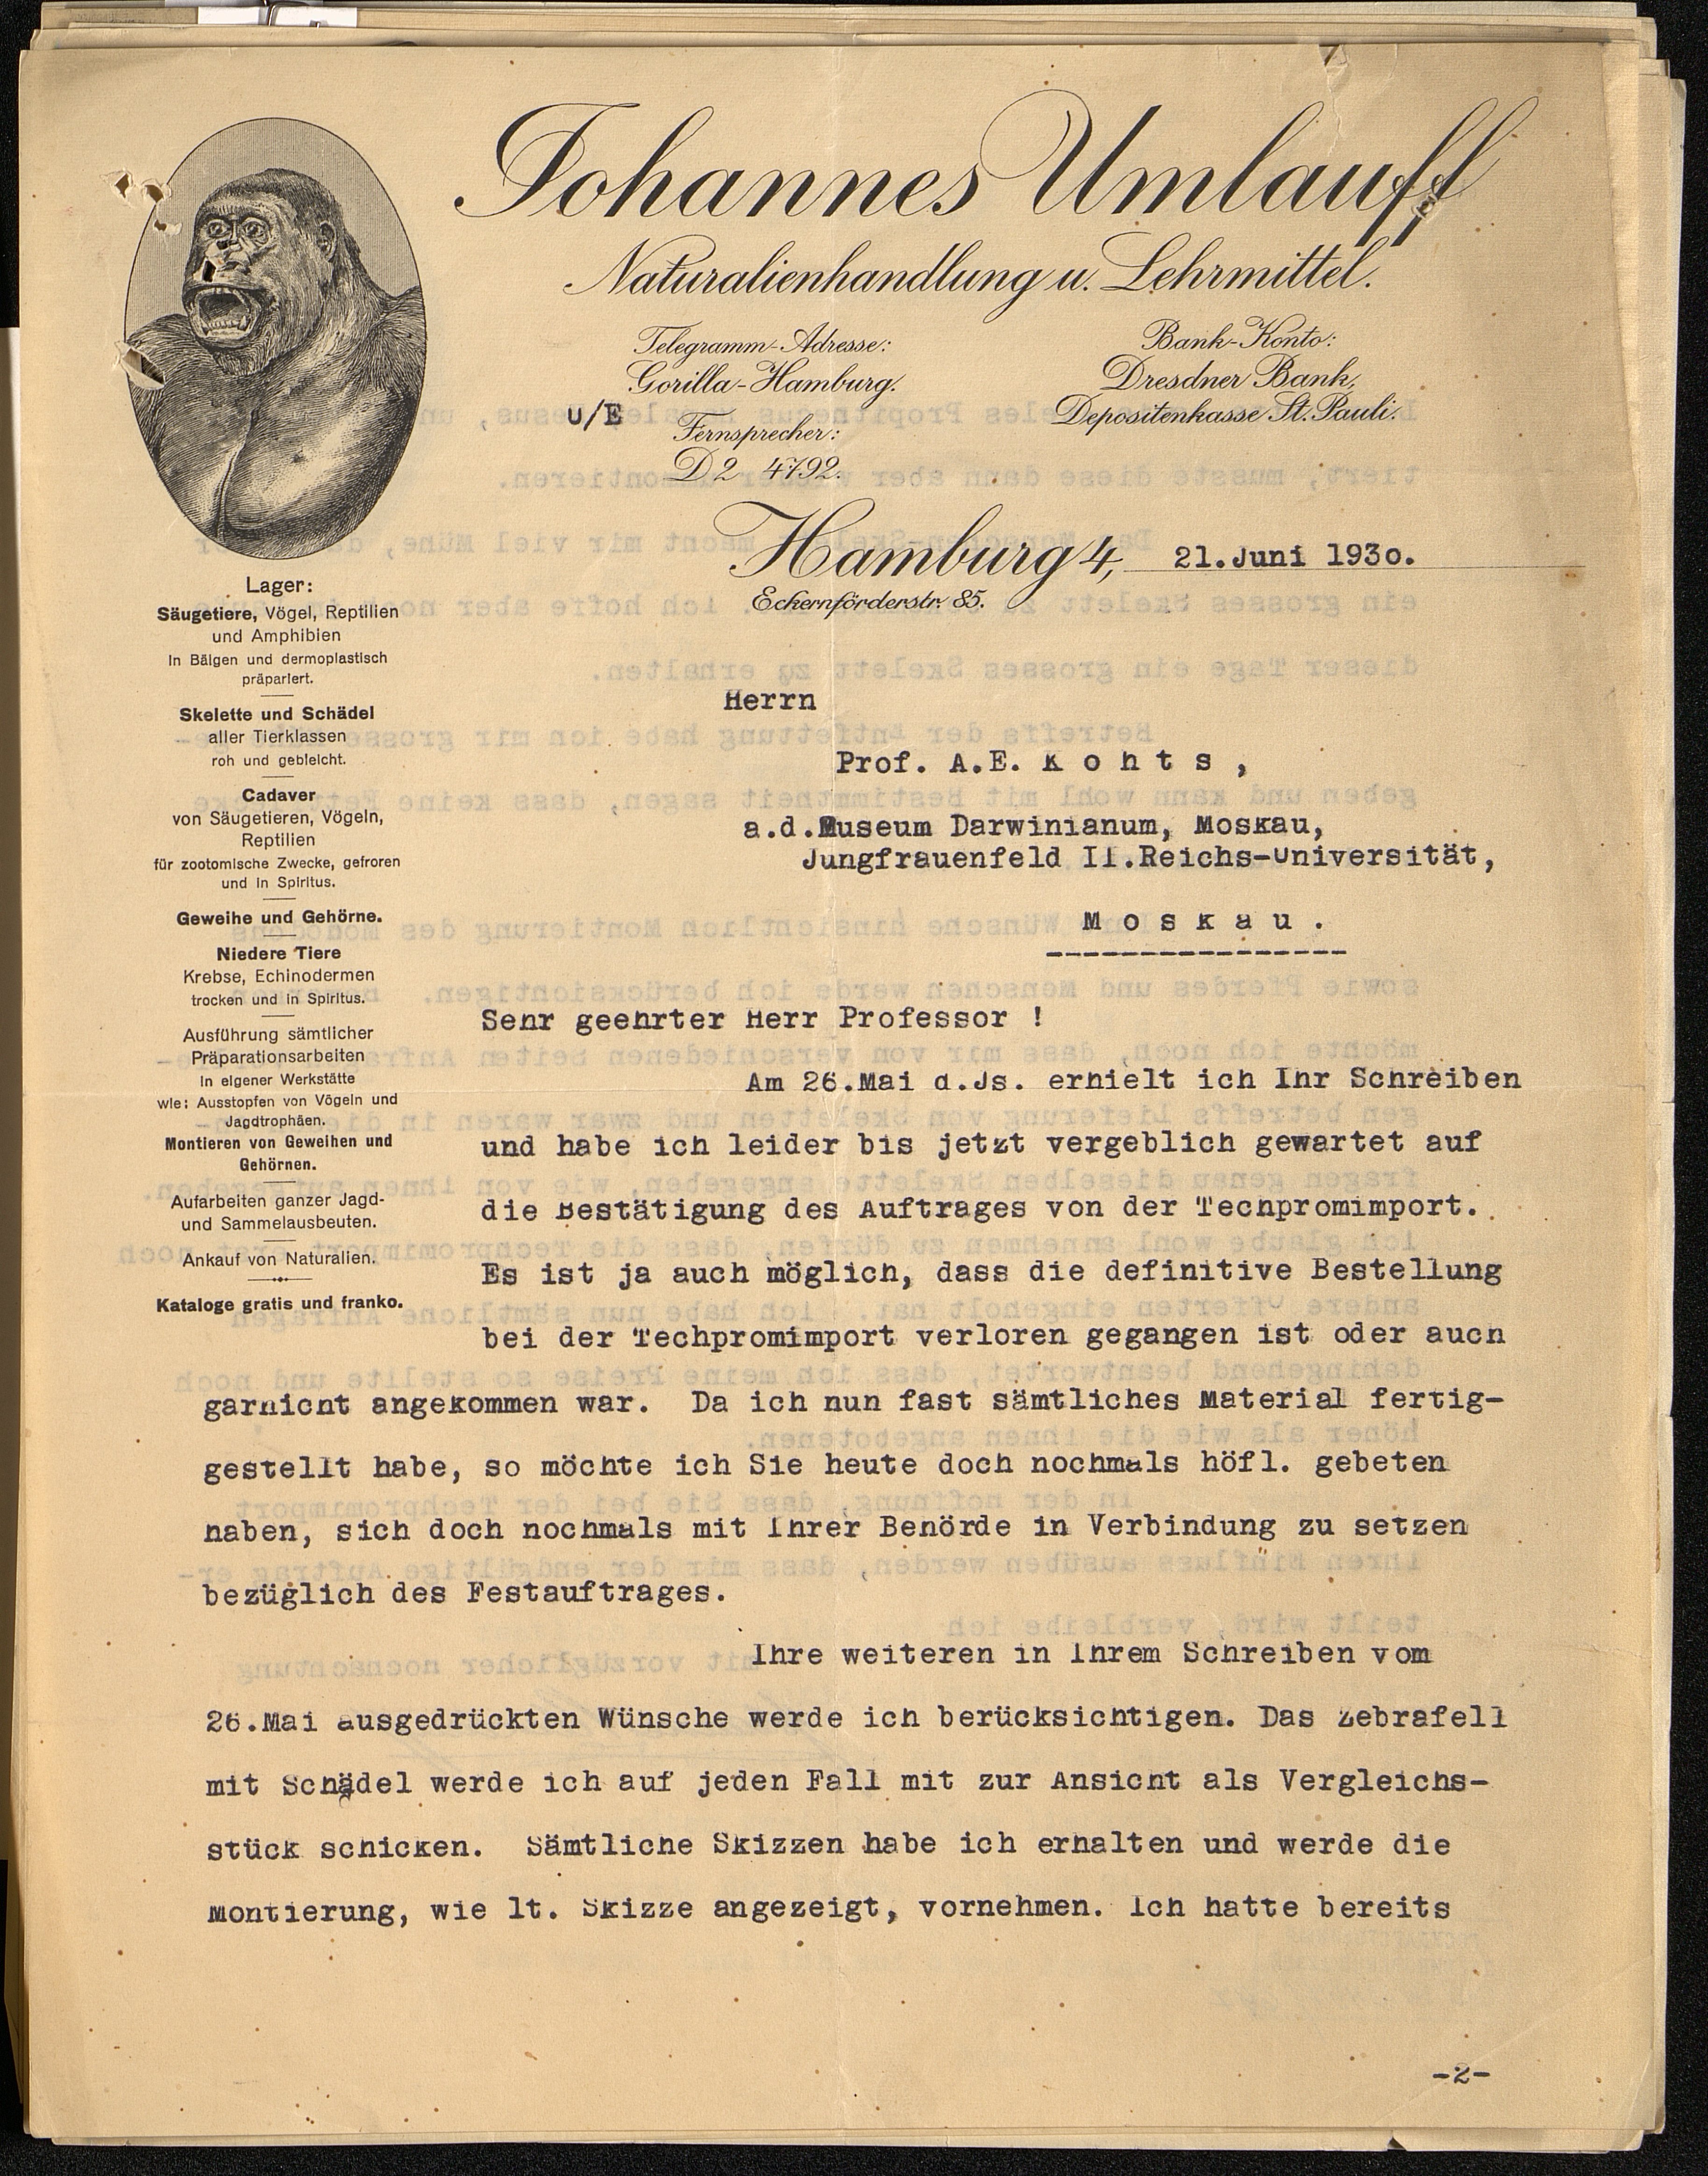 Johannes Umlauff
Naturalienhandlung u. Lehrmittel.
Telegramm-Adresse:
Gorilla-Hamburg.
U/E
Fernsprecher:
D2 4792.
Bank-Konto:
Dresdner Bank,
Depositenkasse St. Pauli.
Hamburg 4, 21.Juni 1930.
Eckernförderstr. 85.
Lager:
Säugetiere, Vögel, Reptilien
und Amphibien
in Bälgen und dermoplastisch
präpariert.
Skelette und Schädel
aller Tierklassen
roh und gebleicht.
Cadaver
von Säugetieren, Vögeln,
Reptilien
für zootomische Zwecke, gefroren
und in Spiritus.
Geweihe und Gehörne.
Niedere Tiere
Krebse, Echinodermen
trocken und in Spiritus.
Ausführung sämtlicher
Präparationsarbeiten
in eigener Werkstätte
wie: Ausstopfen von Vögeln und
Jagdtrophäen.
Montieren von Geweihen und
Gehörnen.
Aufarbeiten ganzer Jagd-
und Sammelausbeuten.
Ankauf von Naturalien.
Kataloge gratis und franko.
Herrn
Prof. A.E. K o h t s ,
a.d.Museum Darwinianum, Moskau,
Jungfrauenfeld II.Reichs-Universität,
M o s k a u .
Sehr geehrter Herr Professor !
Am 26.Mai d.Js. erhielt ich Ihr Schreiben
und habe ich leider bis jetzt vergeblich gewartet auf
die Bestätigung des Auftrages von der Techpromimport.
Es ist ja auch möglich, dass die definitive Bestellung
bei der Techpromimport verloren gegangen ist oder auch
garnicht angekommen war. Da ich nun fast sämtliches Material fertig-
gestellt habe, so möchte ich Sie heute doch nochmals höfl. gebeten
haben, sich doch nochmals mit Ihrer Behörde in Verbindung zu setzen
bezüglich des Festauftrages.
Ihre weiteren in Ihrem Schreiben vom
26.Mai ausgedrückten Wünsche werde ich berücksichtigen. Das Zebrafell
mit Schädel werde ich auf jeden Fall mit zur Ansicht als Vergleichs-
stück schicken. Sämtliche Skizzen habe ich erhalten und werde die
Montierung, wie lt. Skizze angezeigt, vornehmen. Ich hatte bereits
-2-